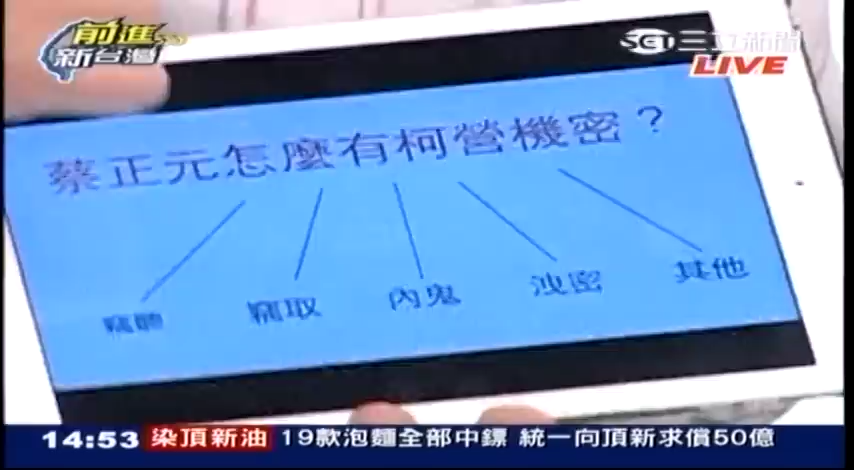 前進
新台灣
SET三立新聞
LIVE
蔡正元怎麼有柯營機密？
竊聽 竊取 內鬼 洩密 其他
14:53 染頂新油 19款泡麵全部中鏢 統一向頂新求償50億